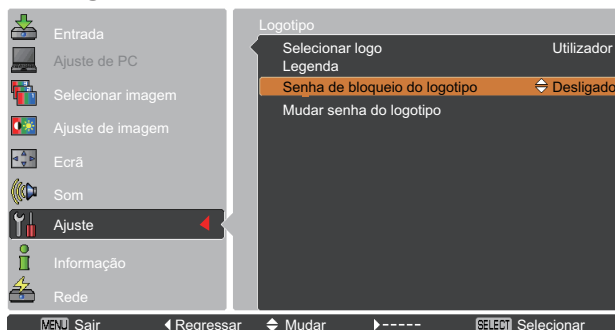 Entrada
Ajuste de PC
Selecionar imagem
Ajuste de imagem
Ecrã
Som
Ajuste
Informação
Rede
Logotipo
Selecionar logo Utilizador
Legenda
Senha de bloqueio do logotipo Desligado
Mudar senha do logotipo
MENU Sair Regressar Mudar ----- SELECT Selecionar